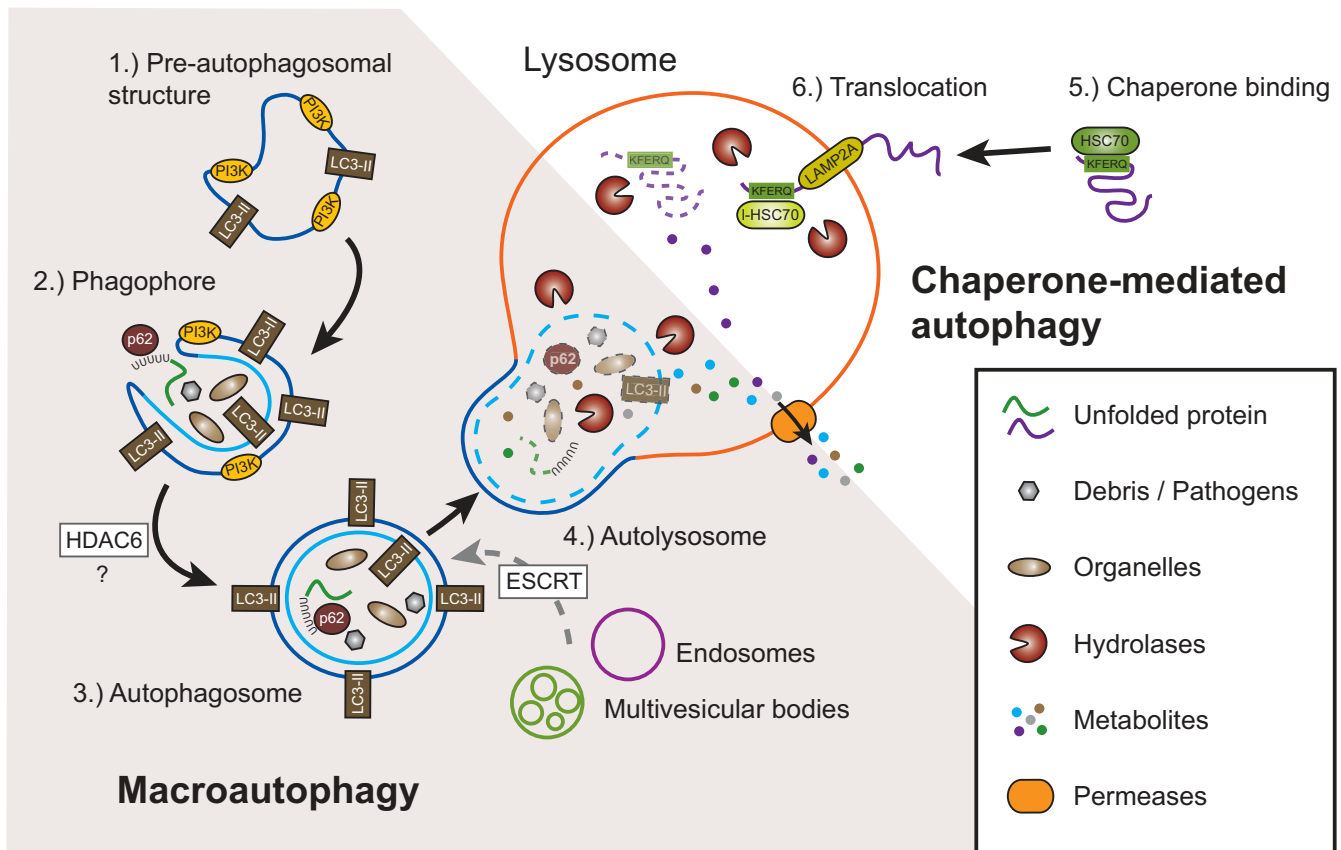 1.) Pre-autophagosomal
structure
PI3K
PI3K
LC3-II
LC3-II
PI3K
2.) Phagophore
p62
UUUUU
PI3K
LC3-II
LC3-II
LC3-II
LC3-II
PI3K
HDAC6
?
3.) Autophagosome
LC3-II
LC3-II
LC3-II
LC3-II
UUUUU
p62
LC3-II
Macroautophagy
Lysosome
KFERQ
KFERQ
l-HSC70
LAMP2A
p62
LC3-II
UUUUU
4.) Autolysosome
ESCRT
Endosomes
Multivesicular bodies
6.) Translocation
5.) Chaperone binding
HSC70
KFERQ
Chaperone-mediated
autophagy
Unfolded protein
Debris / Pathogens
Organelles
Hydrolases
Metabolites
Permeases